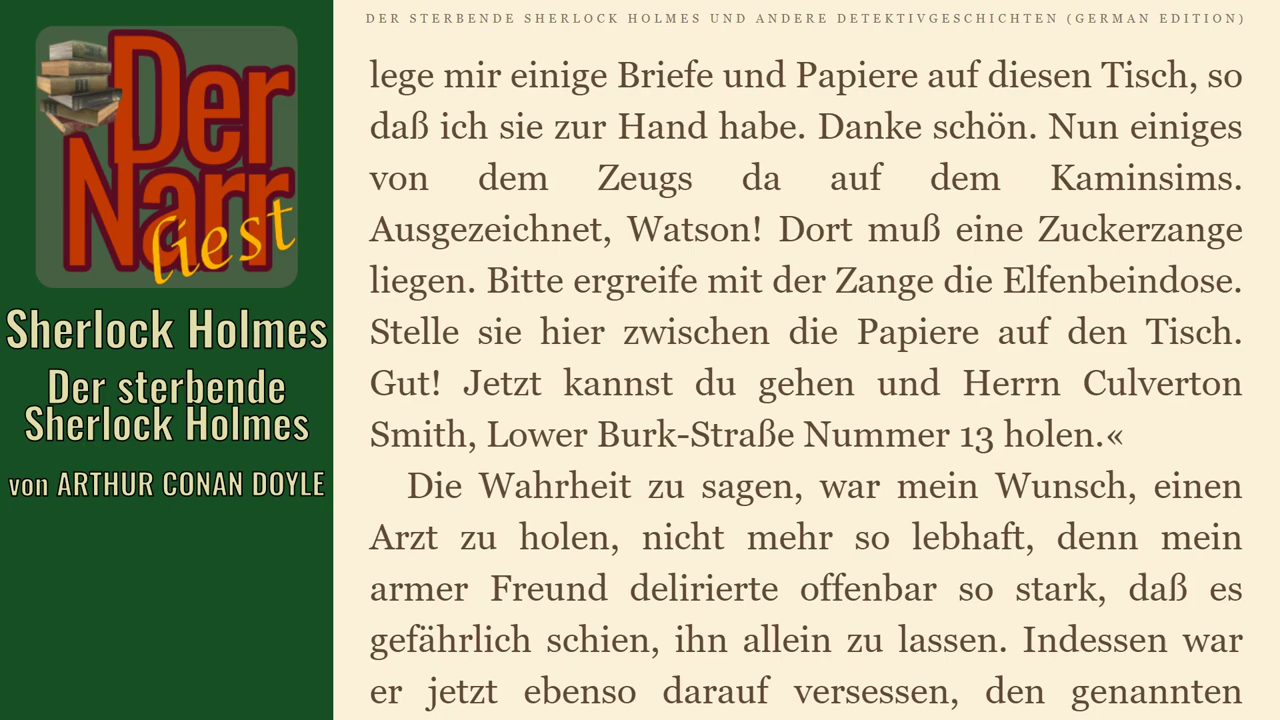 Der
Narr
liest
Sherlock Holmes
Der sterbende
Sherlock Holmes
von ARTHUR CONAN DOYLE
DER STERBENDE SHERLOCK HOLMES UND ANDERE DETEKTIVGESCHICHTEN (GERMAN EDITION)
lege mir einige Briefe und Papiere auf diesen Tisch, so
daß ich sie zur Hand habe. Danke schön. Nun einiges
von dem Zeugs da auf dem Kaminsims.
Ausgezeichnet, Watson! Dort muß eine Zuckerzange
liegen. Bitte ergreife mit der Zange die Elfenbeindose.
Stelle sie hier zwischen die Papiere auf den Tisch.
Gut! Jetzt kannst du gehen und Herrn Culverton
Smith, Lower Burk-Straße Nummer 13 holen.«
Die Wahrheit zu sagen, war mein Wunsch, einen
Arzt zu holen, nicht mehr so lebhaft, denn mein
armer Freund delirierte offenbar so stark, daß es
gefährlich schien, ihn allein zu lassen. Indessen war
er jetzt ebenso darauf versessen, den genannten